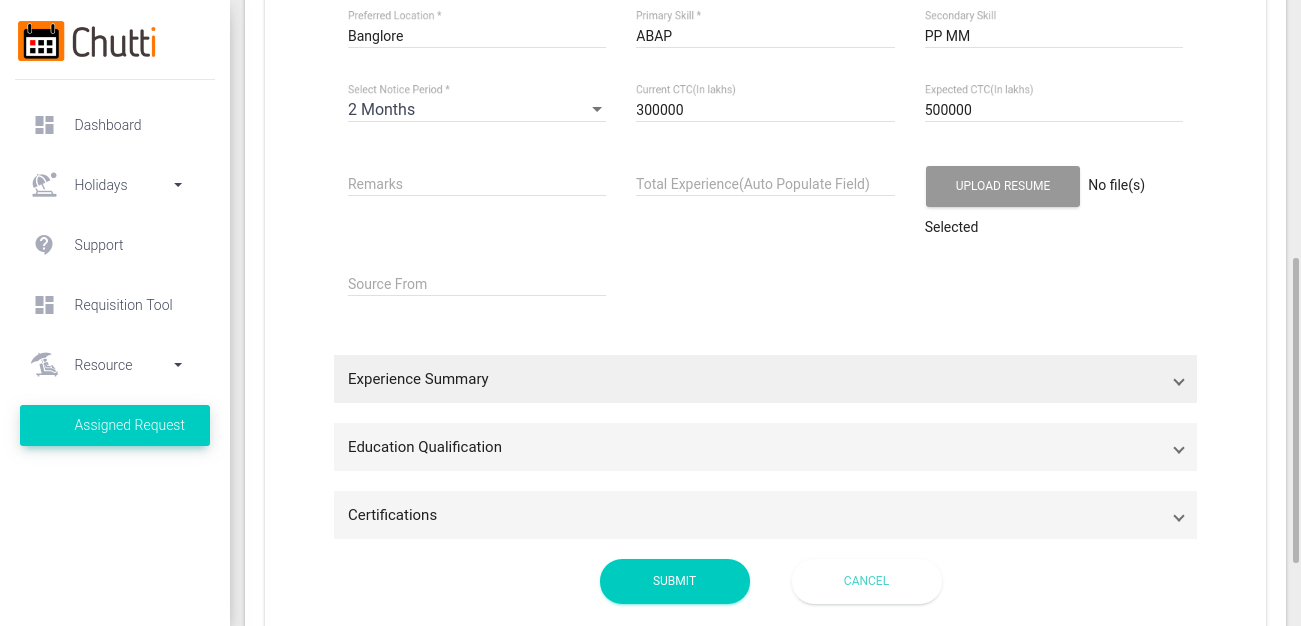 Chutti
Dashboard
Holidays
Support
Requisition Tool
Resource
Assigned Request
Preferred Location * Primary Skill * Secondary Skill
Banglore ABAP PP MM
Select Notice Period * Current CTC(In lakhs) Expected CTC(In lakhs)
2 Months 300000 500000
Remarks Total Experience(Auto Populate Field) UPLOAD RESUME No file(s)
Selected
Source From
Experience Summary
Education Qualification
Certifications
SUBMIT CANCEL